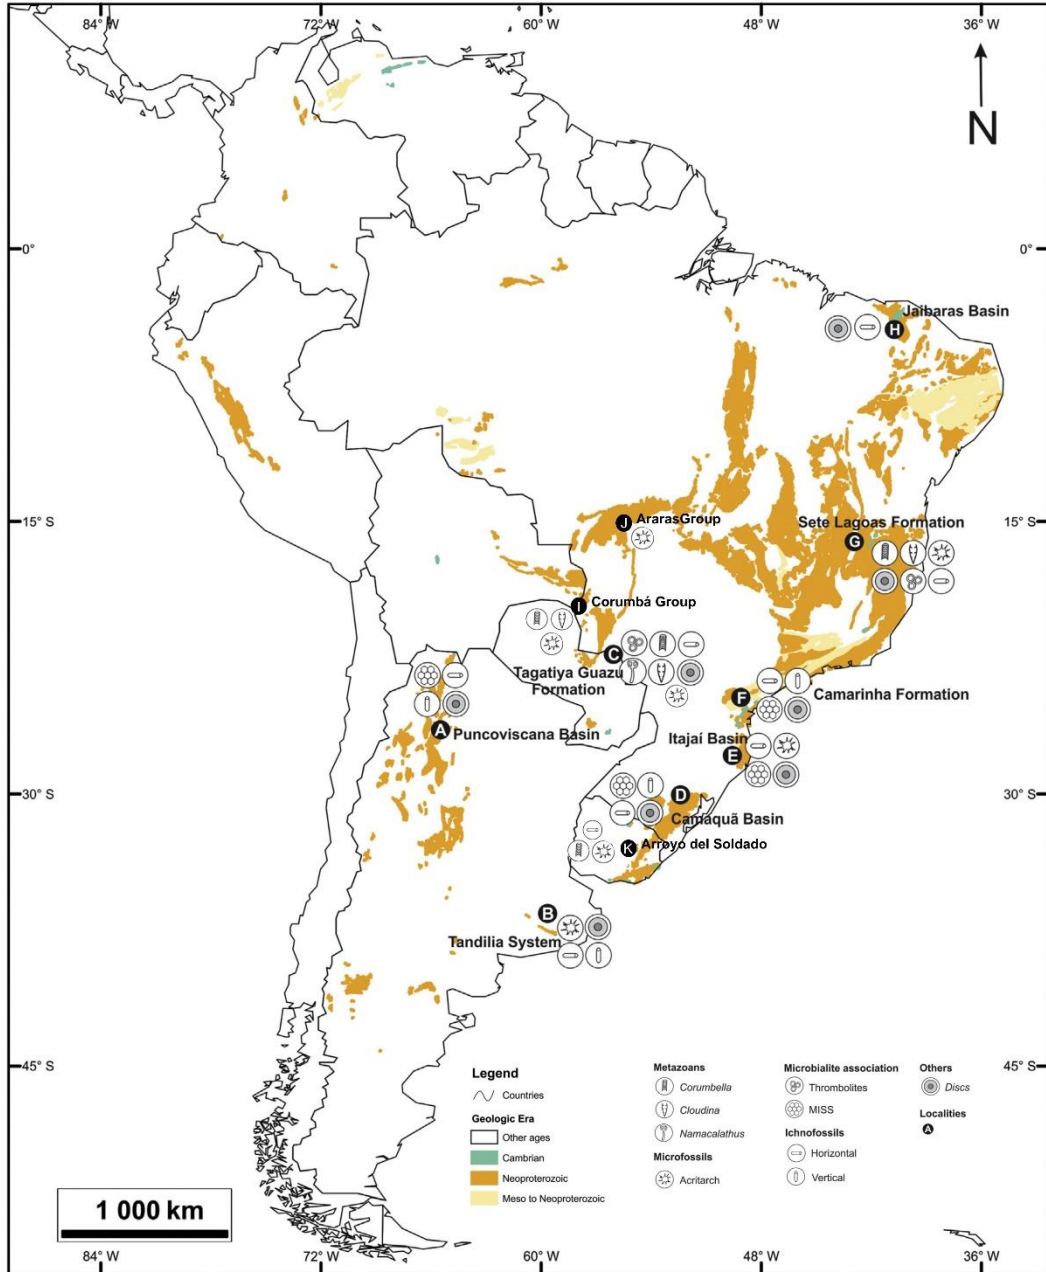 84° W
72° W
60° W
48° W
36° W
N
0°
0°
Jaibaras Basin
H
15° S
15° S
J
ArarasGroup
Sete Lagoas Formation
G
I
Corumbá Group
C
Tagatiya Guazu
Formation
F
Camarinha Formation
A
Puncoviscana Basin
Itajaí Basin
E
30° S
30° S
D
Camaquã Basin
K
Arroyo del Soldado
B
Tandilia System
45° S
45° S
Legend
Countries
Geologic Era
Other ages
Cambrian
Neoproterozoic
Meso to Neoproterozoic
Metazoans
Corumbella
Cloudina
Namacalathus
Microfossils
Acritarch
Microbialite association
Thrombolites
MISS
Ichnofossils
Horizontal
Vertical
Others
Discs
Localities
A
1 000 km
84° W
72° W
60° W
48° W
36° W